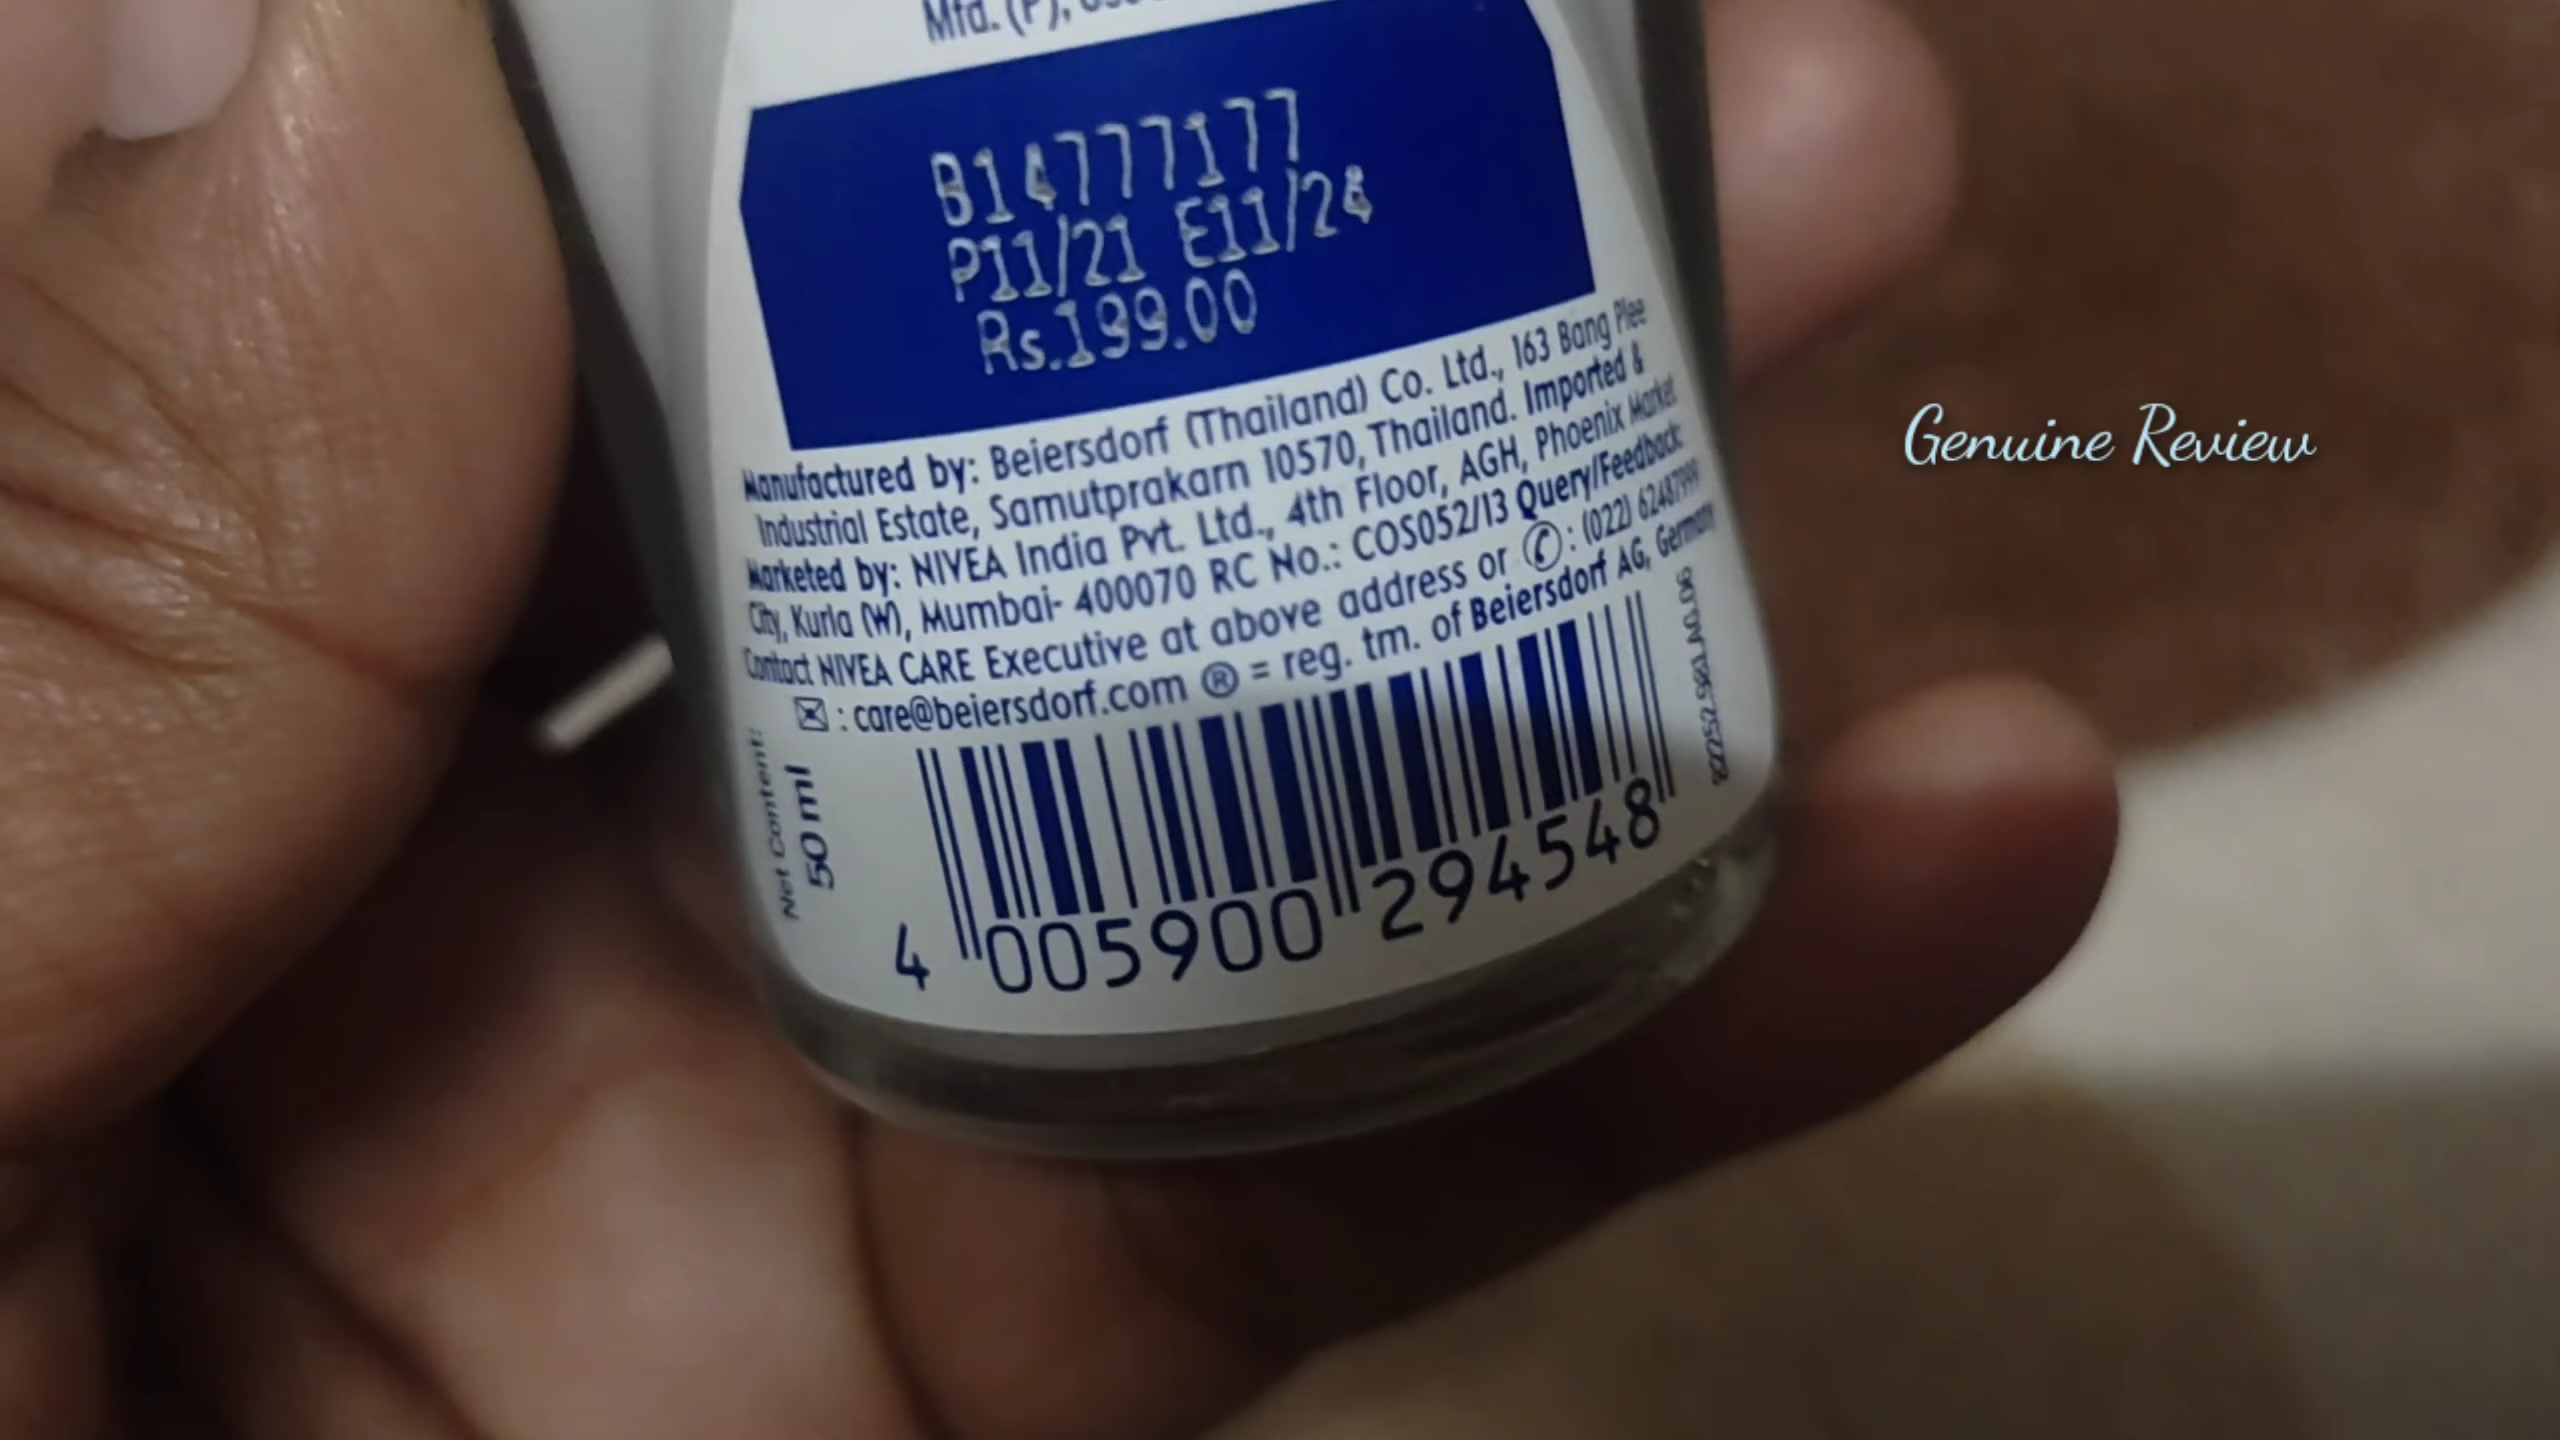 Mfd. (P),
B14777177
P11/21 E11/24
Rs.199.00
Manufactured by: Beiersdorf (Thailand) Co. Ltd., 163 Bang Plee
Industrial Estate, Samutprakarn 10570, Thailand. Imported &
Marketed by: NIVEA India Pvt. Ltd., 4th Floor, AGH, Phoenix Market
City, Kurla (W), Mumbai- 400070 RC No.: COS052/13 Query/Feedback:
Contact NIVEA CARE Executive at above address or ✆: (022) 62487999
✉ : care@beiersdorf.com ® = reg. tm. of Beiersdorf AG, Germany
Net Content:
50 ml
4 005900 294548
Genuine Review